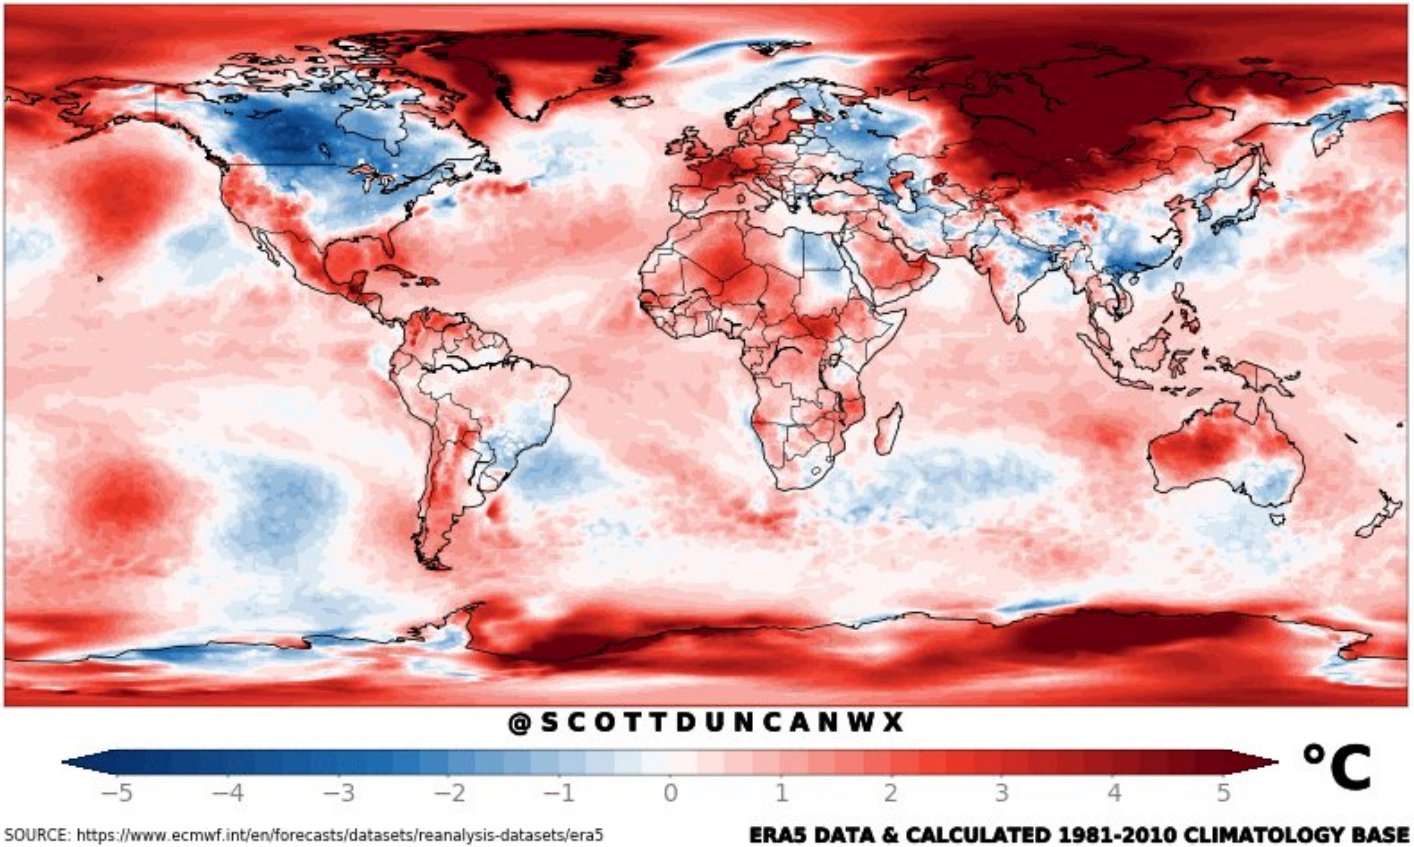 @SCOTTDUNCANWX
°C
−5 −4 −3 −2 −1 0 1 2 3 4 5
SOURCE: https://www.ecmwf.int/en/forecasts/datasets/reanalysis-datasets/era5
ERA5 DATA & CALCULATED 1981-2010 CLIMATOLOGY BASE